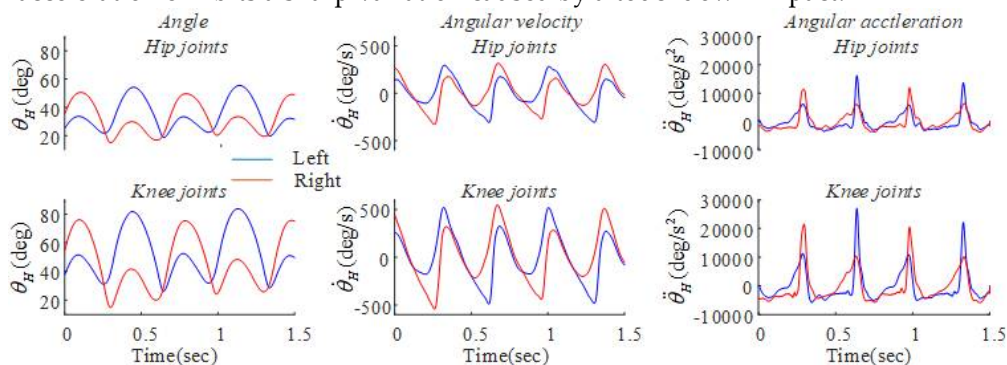 Angle
Hip joints
θH (deg)
80
60
40
20
Angular velocity
Hip joints
θ̇H (deg/s)
500
0
-500
Angular acctleration
Hip joints
θ̈H (deg/s²)
30000
20000
10000
0
-10000
Left
Right
Knee joints
θH (deg)
80
60
40
20
0 0.5 1 1.5
Time(sec)
Knee joints
θ̇H (deg/s)
500
0
-500
0 0.5 1 1.5
Time(sec)
Knee joints
θ̈H (deg/s²)
30000
20000
10000
0
-10000
0 0.5 1 1.5
Time(sec)